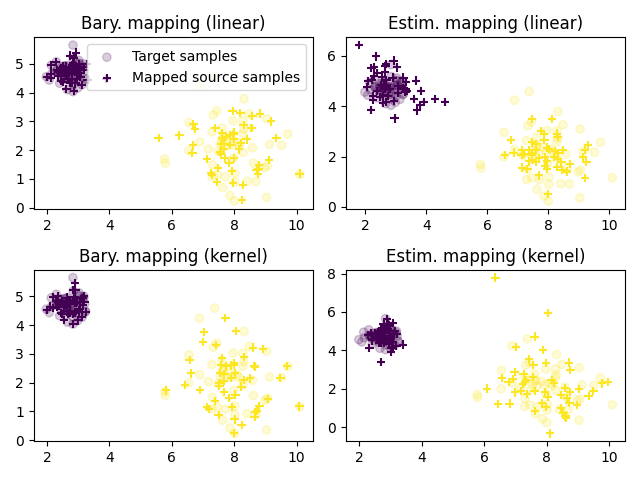 Bary. mapping (linear)
Estim. mapping (linear)
Target samples
Mapped source samples
5
4
3
2
1
0
2 4 6 8 10
6
4
2
0
2 4 6 8 10
Bary. mapping (kernel)
Estim. mapping (kernel)
5
4
3
2
1
0
2 4 6 8 10
8
6
4
2
0
2 4 6 8 10